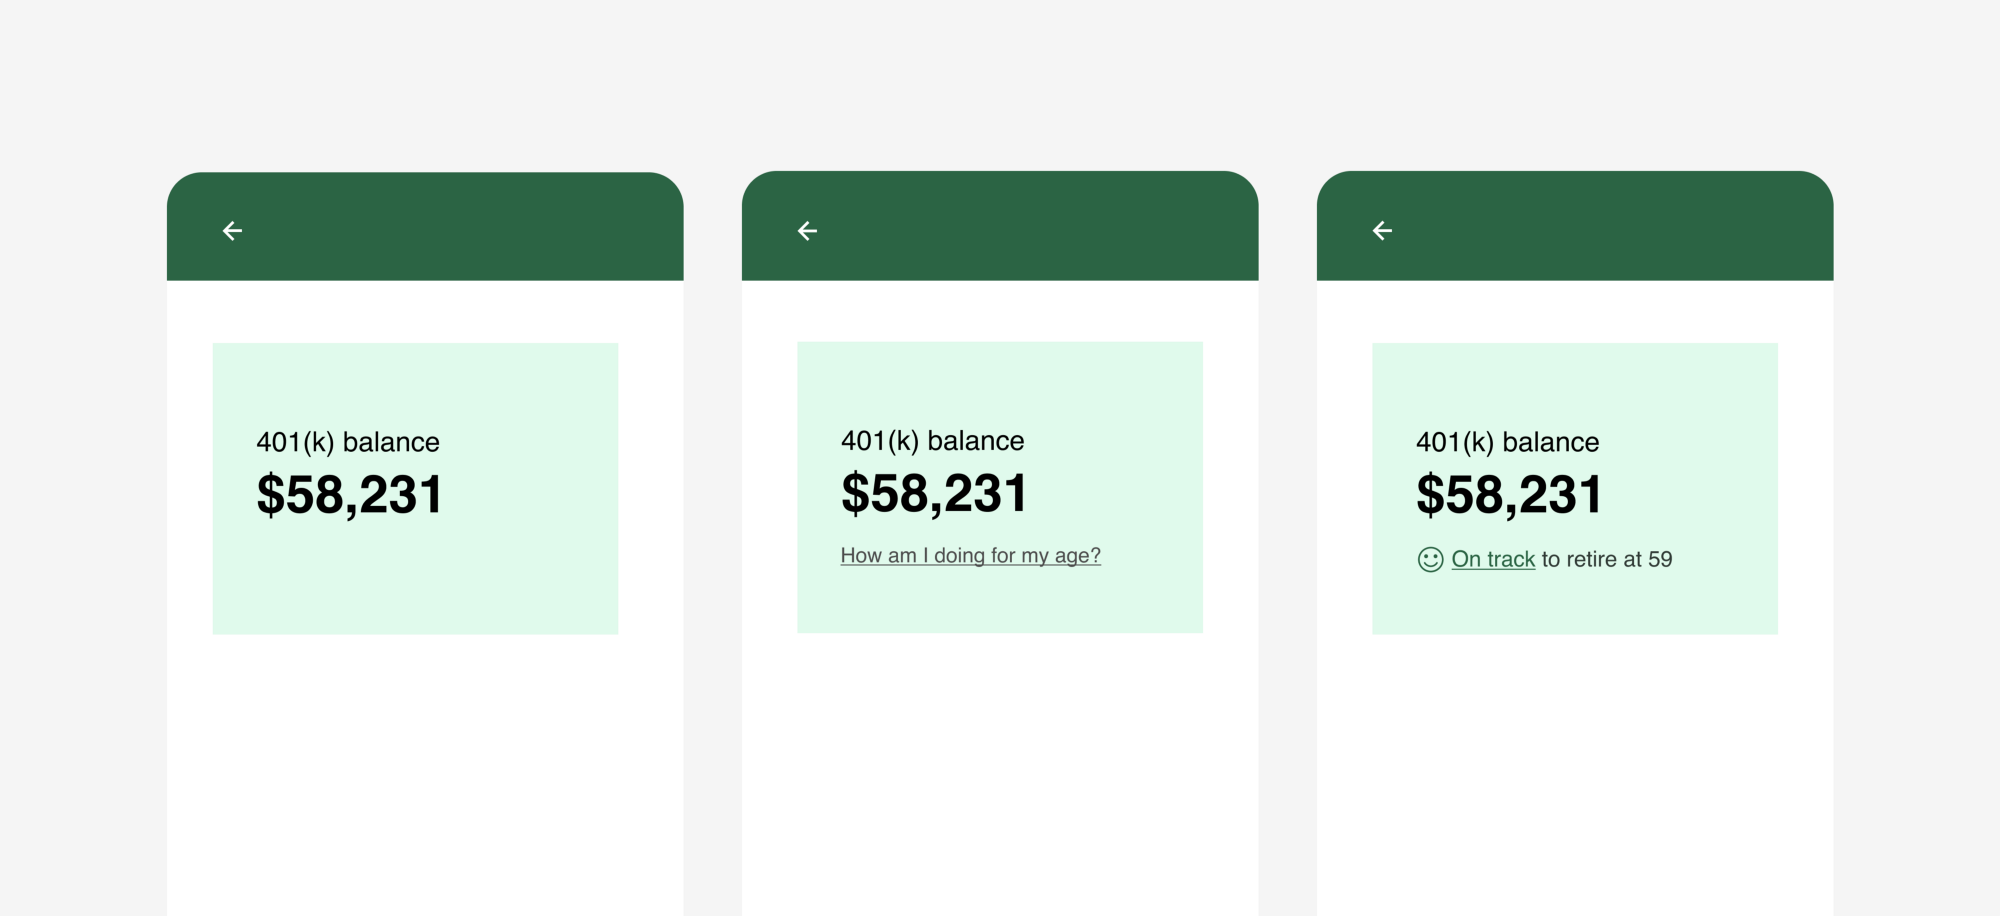 401(k) balance
$58,231
401(k) balance
$58,231
How am I doing for my age?
401(k) balance
$58,231
On track to retire at 59